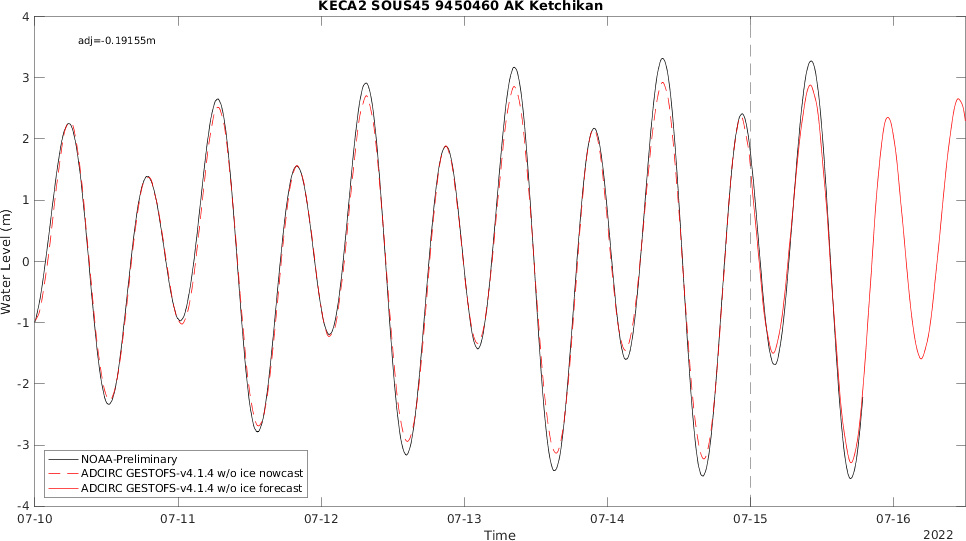 KECA2 SOUS45 9450460 AK Ketchikan
adj=-0.19155m
4
3
2
1
0
-1
-2
-3
-4
Water Level (m)
NOAA-Preliminary
ADCIRC GESTOFS-v4.1.4 w/o ice nowcast
ADCIRC GESTOFS-v4.1.4 w/o ice forecast
07-10 07-11 07-12 07-13 07-14 07-15 07-16
Time
2022